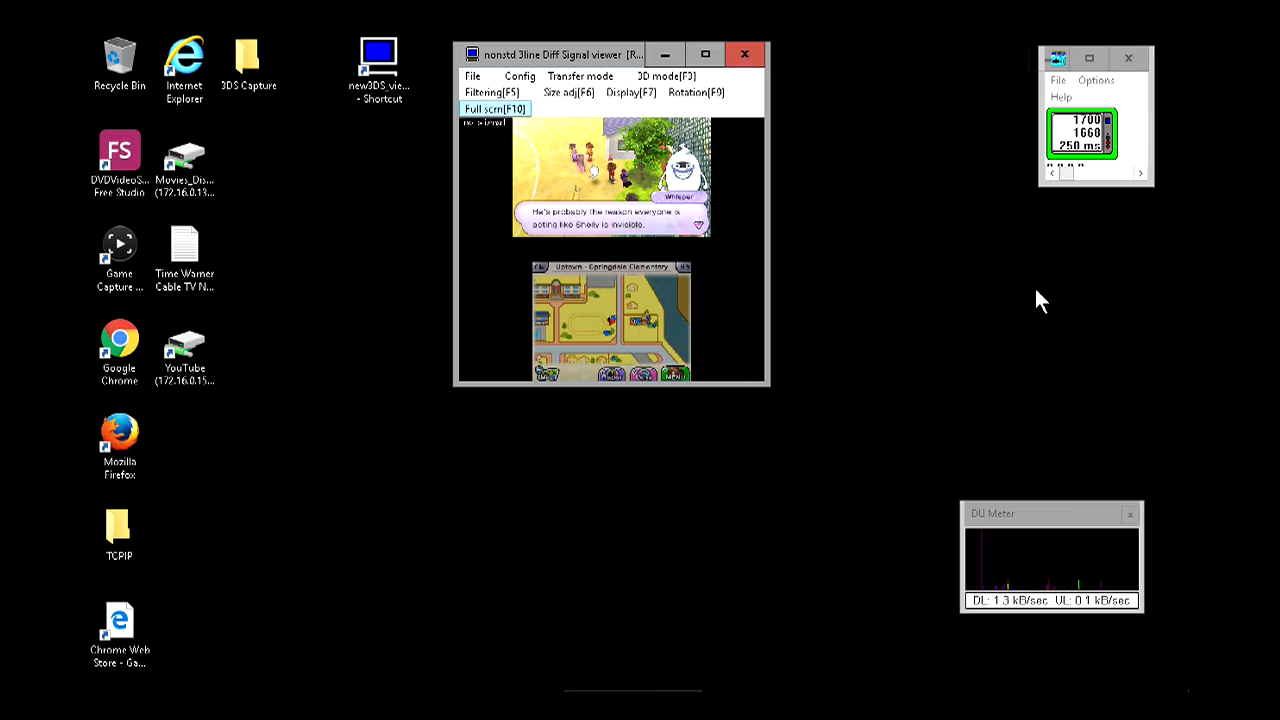 Recycle Bin
Internet
Explorer
3DS Capture
new3DS_vie...
- Shortcut
FS
DVDVideoS...
Free Studio
Movies_Dis...
(172.16.0.13...
Game
Capture ...
Time Warner
Cable TV N...
Google
Chrome
YouTube
(172.16.0.15...
Mozilla
Firefox
TCPIP
Chrome Web
Store - Ga...
nonstd 3line Diff Signal viewer [R...
File Config Transfer mode 3D mode[F3]
Filtering[F5] Size adj[F6] Display[F7] Rotation[F9]
Full scrn[F10]
Whisper
He's probably the reason everyone is
acting like Shelly is invisible.
Uptown - Springdale Elementary
MENU
File Options
Help
1700
1660
250 ms
DU Meter
DL: 1.3 kB/sec UL: 0.1 kB/sec